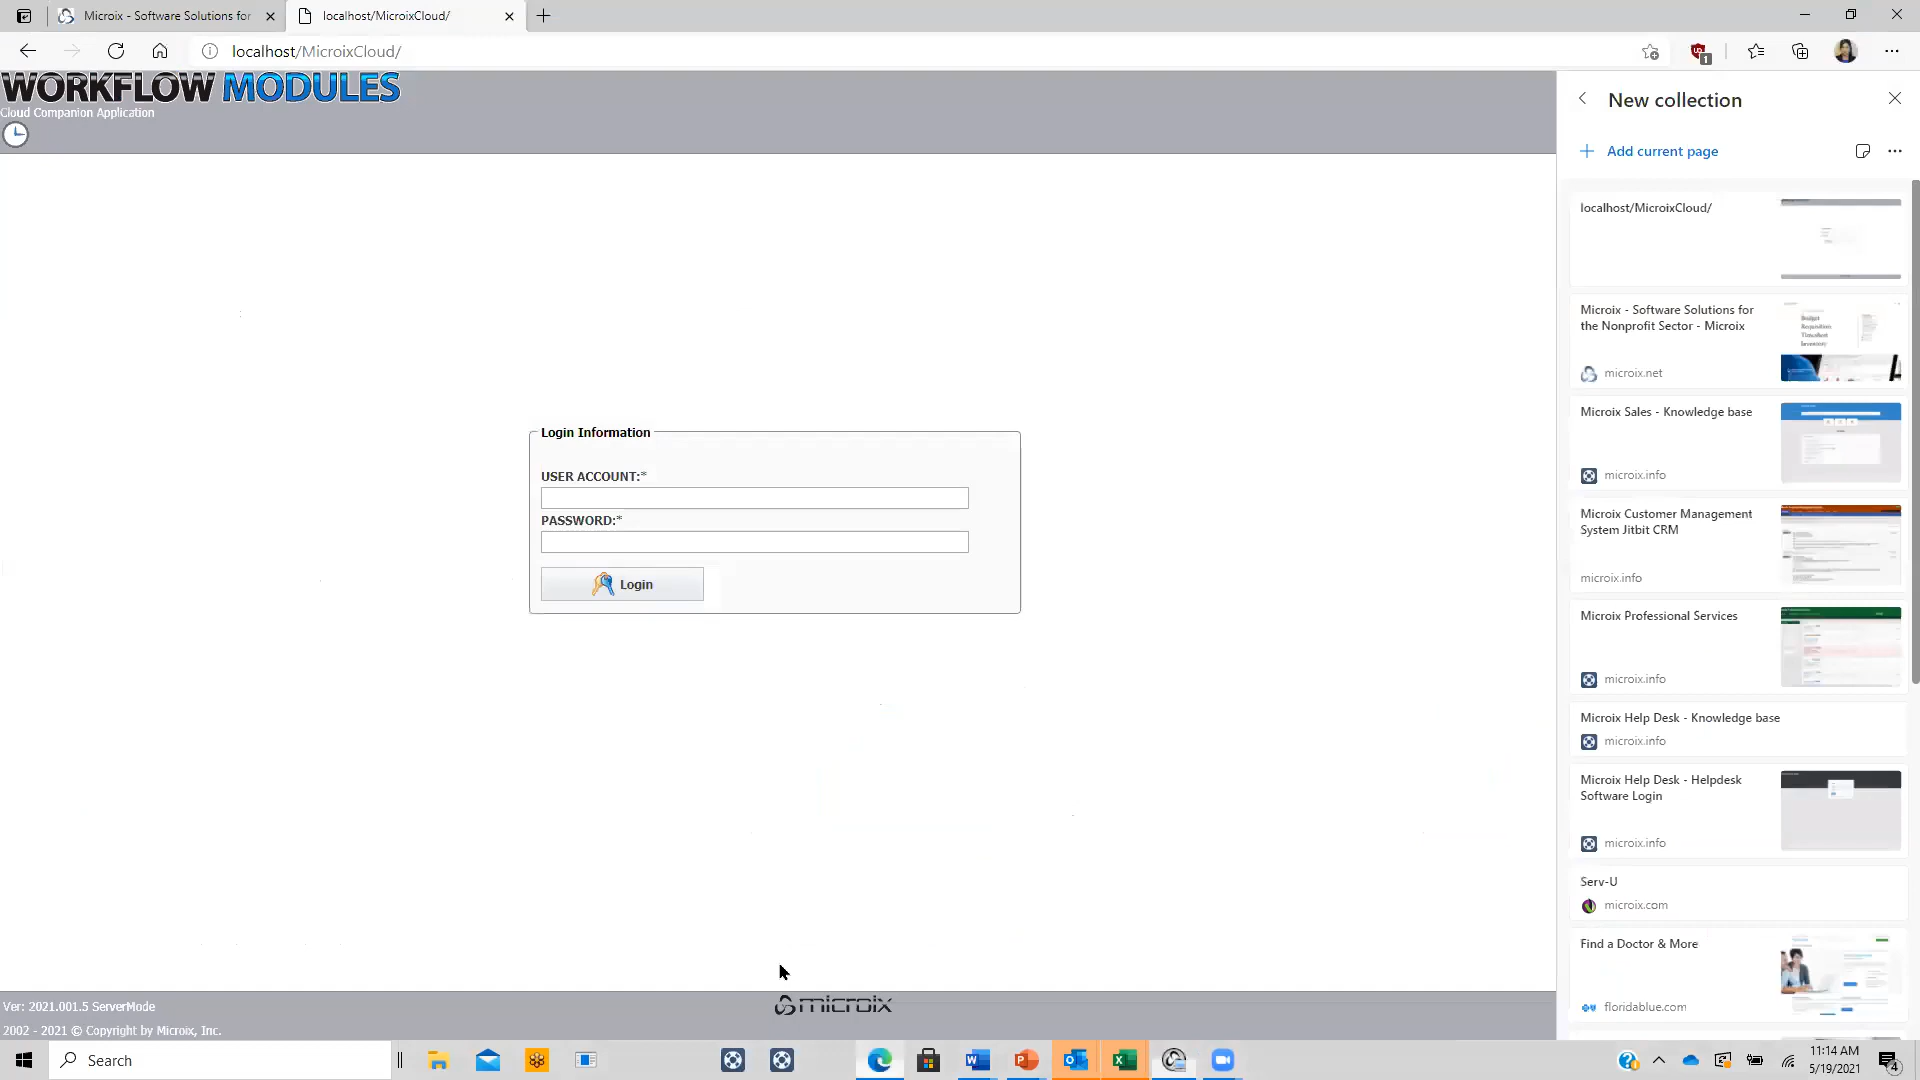 Microix - Software Solutions for
localhost/MicroixCloud/
localhost/MicroixCloud/
1
WORKFLOW MODULES
Cloud Companion Application
New collection
Add current page
localhost/MicroixCloud/
Microix - Software Solutions for
the Nonprofit Sector - Microix
microix.net
Microix Sales - Knowledge base
microix.info
Microix Customer Management
System Jitbit CRM
microix.info
Microix Professional Services
microix.info
Microix Help Desk - Knowledge base
microix.info
Microix Help Desk - Helpdesk
Software Login
microix.info
Serv-U
microix.com
Find a Doctor & More
floridablue.com
Login Information
USER ACCOUNT:*
PASSWORD:*
Login
Ver: 2021.001.5 ServerMode
2002 - 2021 © Copyright by Microix, Inc.
microix
Search
11:14 AM
5/19/2021
4